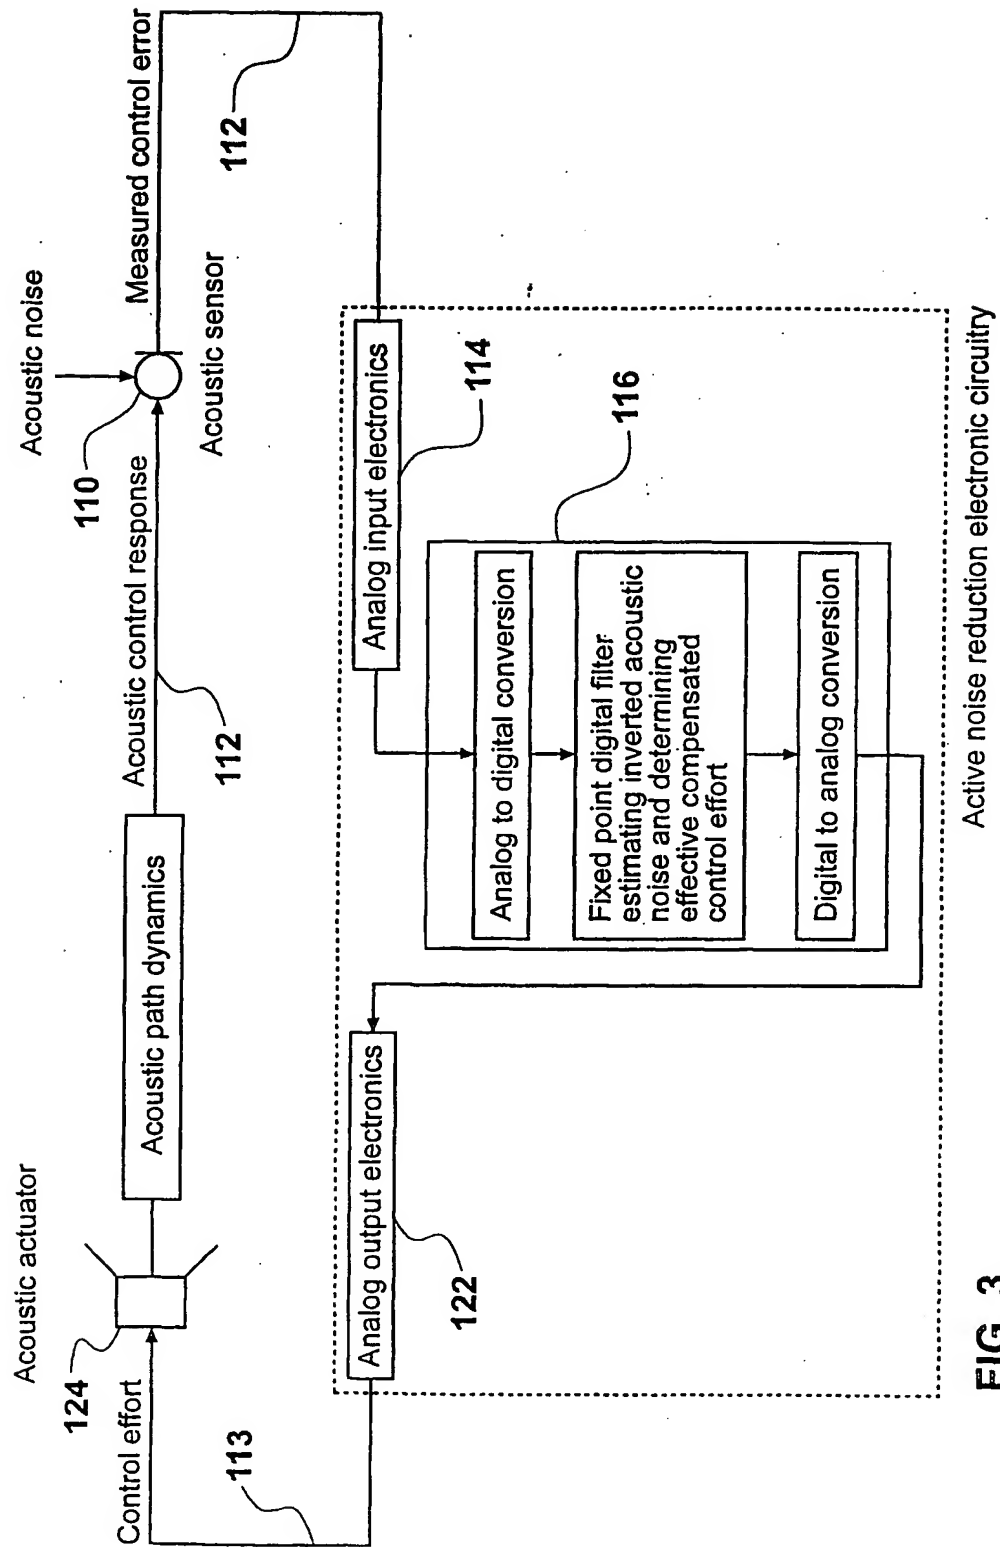 Acoustic actuator
124
Control effort
113
Acoustic path dynamics
Acoustic control response
112
Acoustic noise
110
Acoustic sensor
Measured control error
112
Analog output electronics
122
Analog input electronics
114
116
Analog to digital conversion
Fixed point digital filter
estimating inverted acoustic
noise and determining
effective compensated
control effort
Digital to analog conversion
Active noise reduction electronic circuitry
FIG. 3